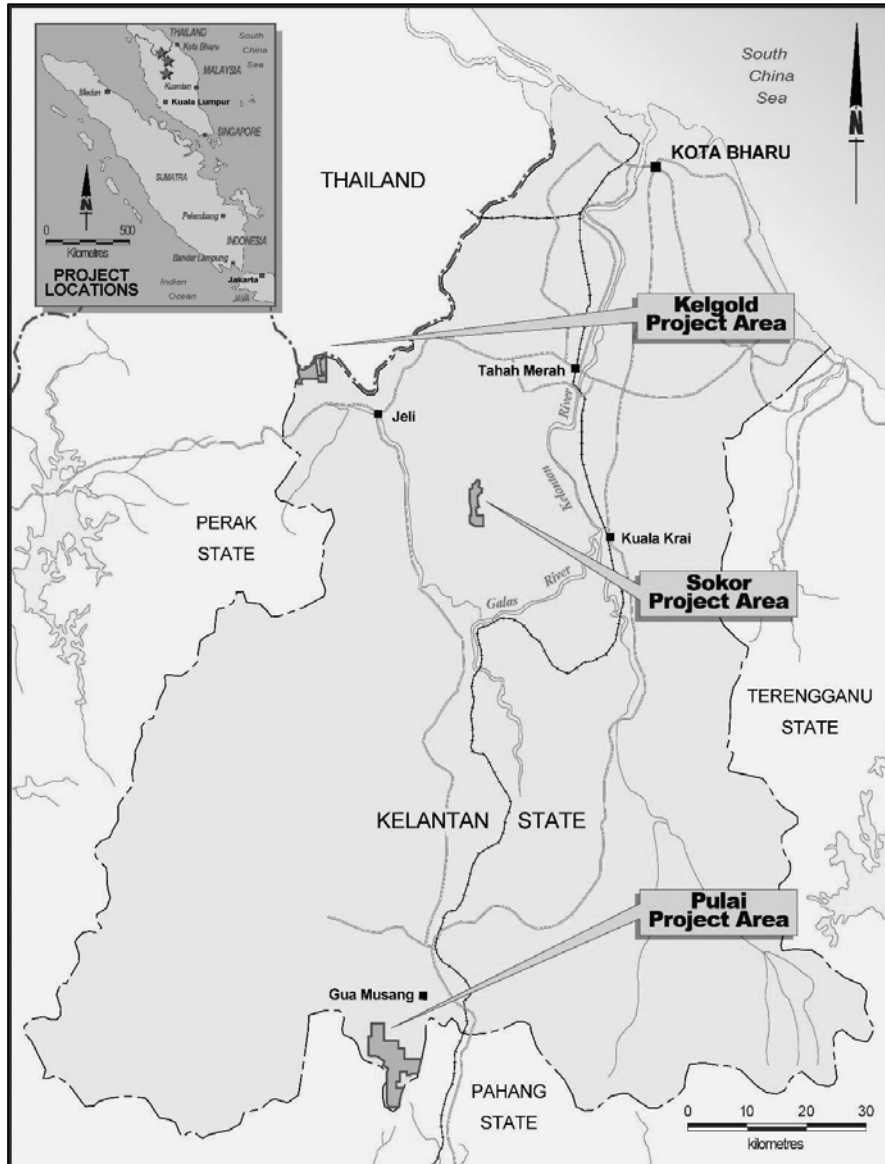 THAILAND
Kota Bharu
South
China
Sea
MALAYSIA
Medan
Kuantan
Kuala Lumpur
SINGAPORE
SUMATRA
N
0 500
Kilometres
Pekanbang
INDONESIA
Bandar Lampung
Jakarta
PROJECT
LOCATIONS
Indian
Ocean
JAVA
South
China
Sea
N
KOTA BHARU
THAILAND
Kelgold
Project Area
Tahah Merah
Jeli
River
Kelantan
PERAK
STATE
Kuala Krai
Sokor
Project Area
Galas River
TERENGGANU
STATE
KELANTAN STATE
Pulai
Project Area
Gua Musang
PAHANG
STATE
0 10 20 30
kilometres